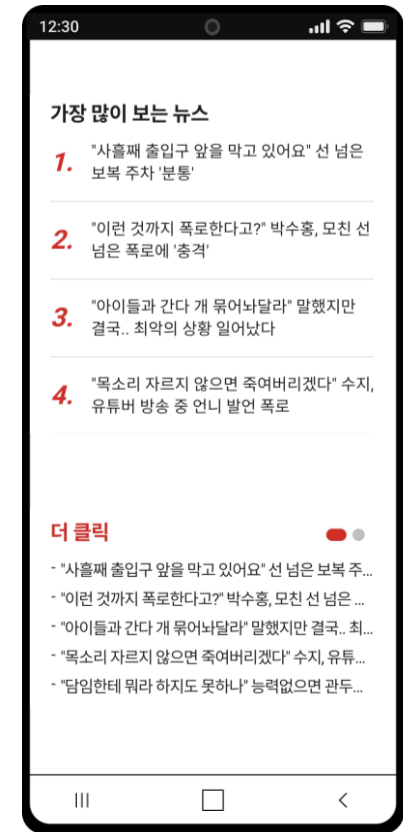 12:30
가장 많이 보는 뉴스
1.
"사흘째 출입구 앞을 막고 있어요" 선 넘은
보복 주차 '분통'
2.
"이런 것까지 폭로한다고?" 박수홍, 모친 선
넘은 폭로에 '충격'
3.
"아이들과 간다 개 묶어놔달라" 말했지만
결국.. 최악의 상황 일어났다
4.
"목소리 자르지 않으면 죽여버리겠다" 수지,
유튜버 방송 중 언니 발언 폭로
더 클릭
- "사흘째 출입구 앞을 막고 있어요" 선 넘은 보복 주...
- "이런 것까지 폭로한다고?" 박수홍, 모친 선 넘은 ...
- "아이들과 간다 개 묶어놔달라" 말했지만 결국.. 최...
- "목소리 자르지 않으면 죽여버리겠다" 수지, 유튜...
- "담임한테 뭐라 하지도 못하나" 능력없으면 관두...